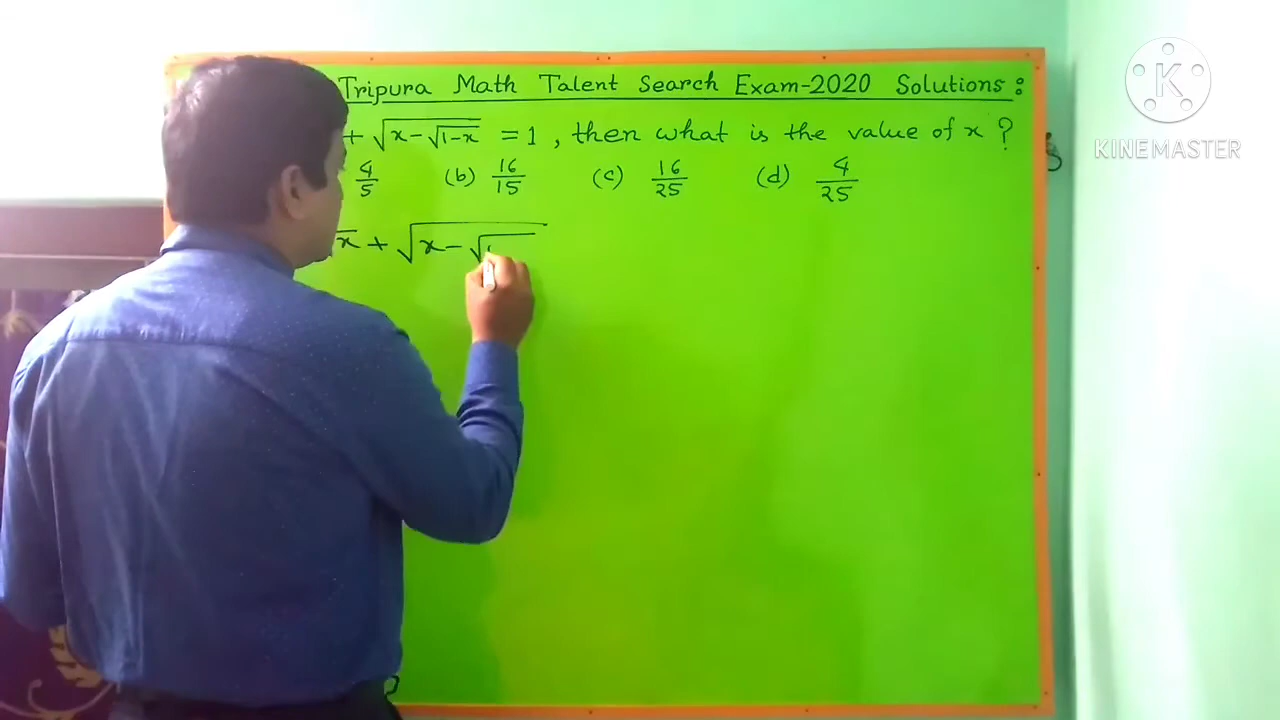 Tripura Math Talent Search Exam-2020 Solutions:
+ √(x-√(1-x)) = 1, then what is the value of x?
4/5 (b) 16/15 (c) 16/25 (d) 4/25
x + √(x-√1
K
KINEMASTER